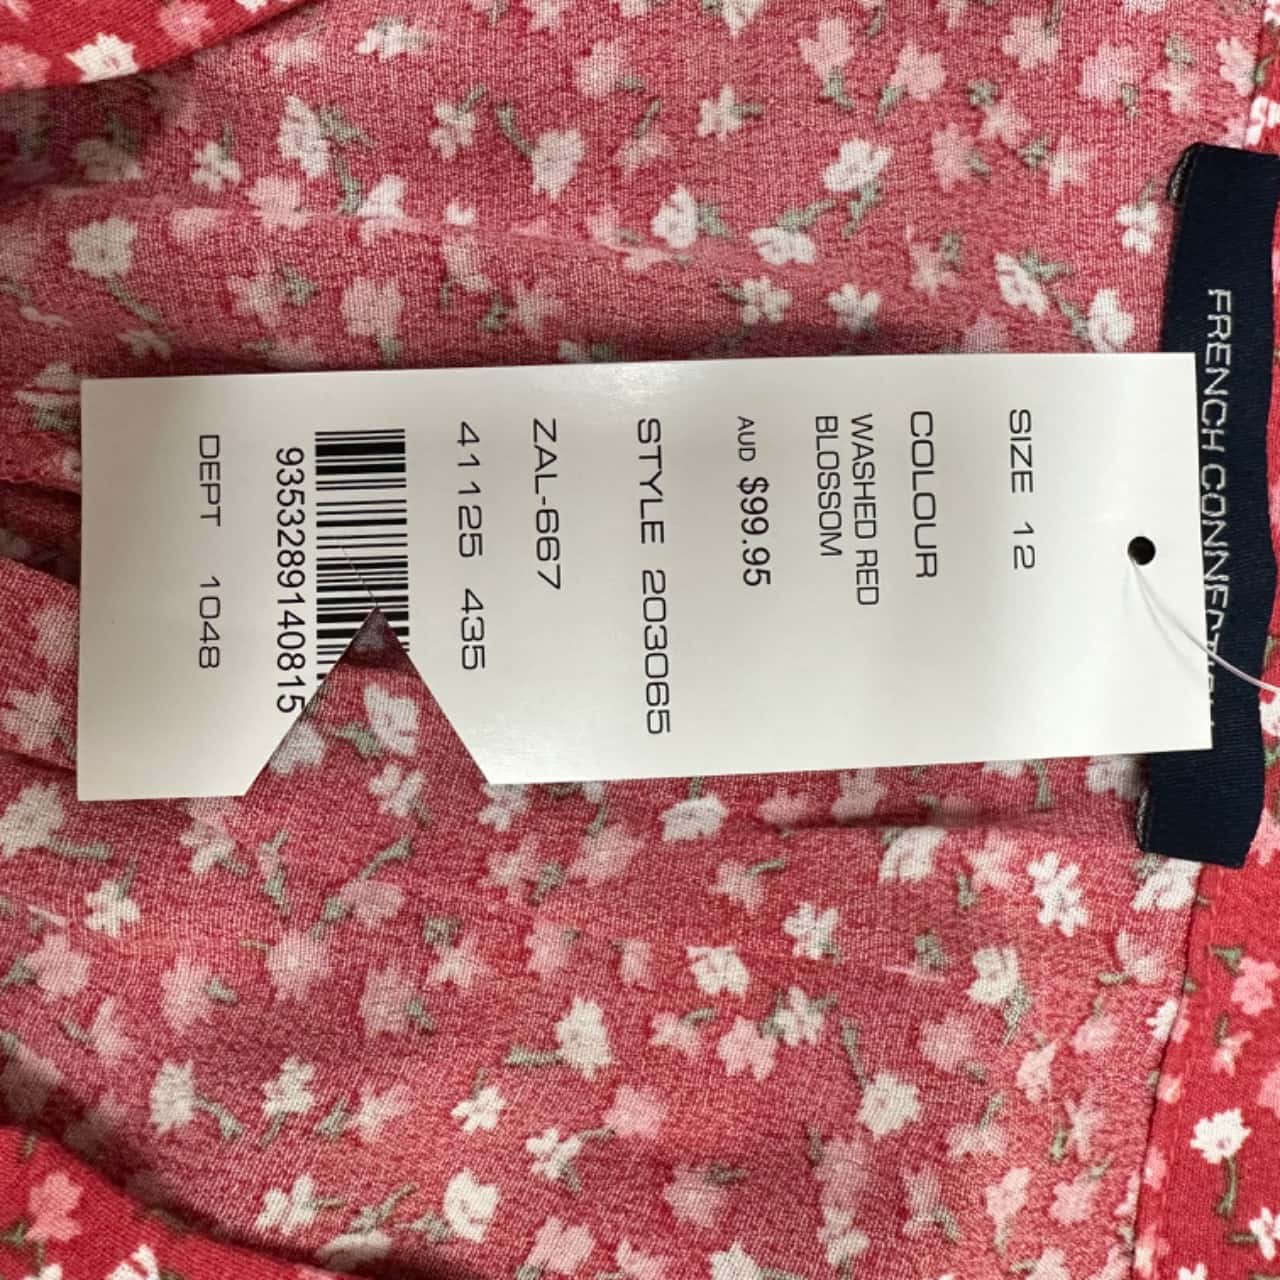 FRENCH CONNECTION
SIZE 12
COLOUR
WASHED RED
BLOSSOM
AUD $99.95
STYLE 203065
ZAL-667
41125 435
9353289140815
DEPT 1048